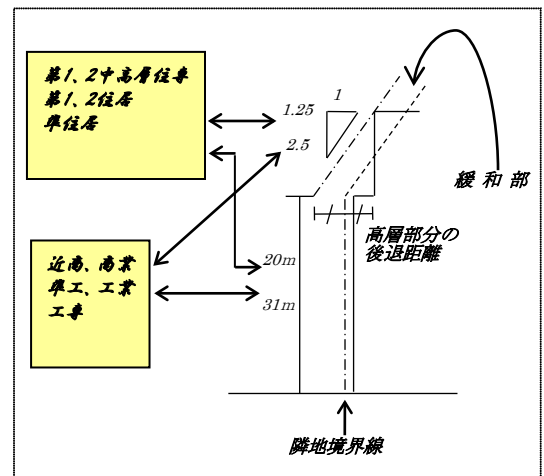 第1、2中高層住専
第1、2住居
準住居
1
1.25
2.5
緩和部
高層部分の
後退距離
近商、商業
準工、工業
工専
20m
31m
隣地境界線